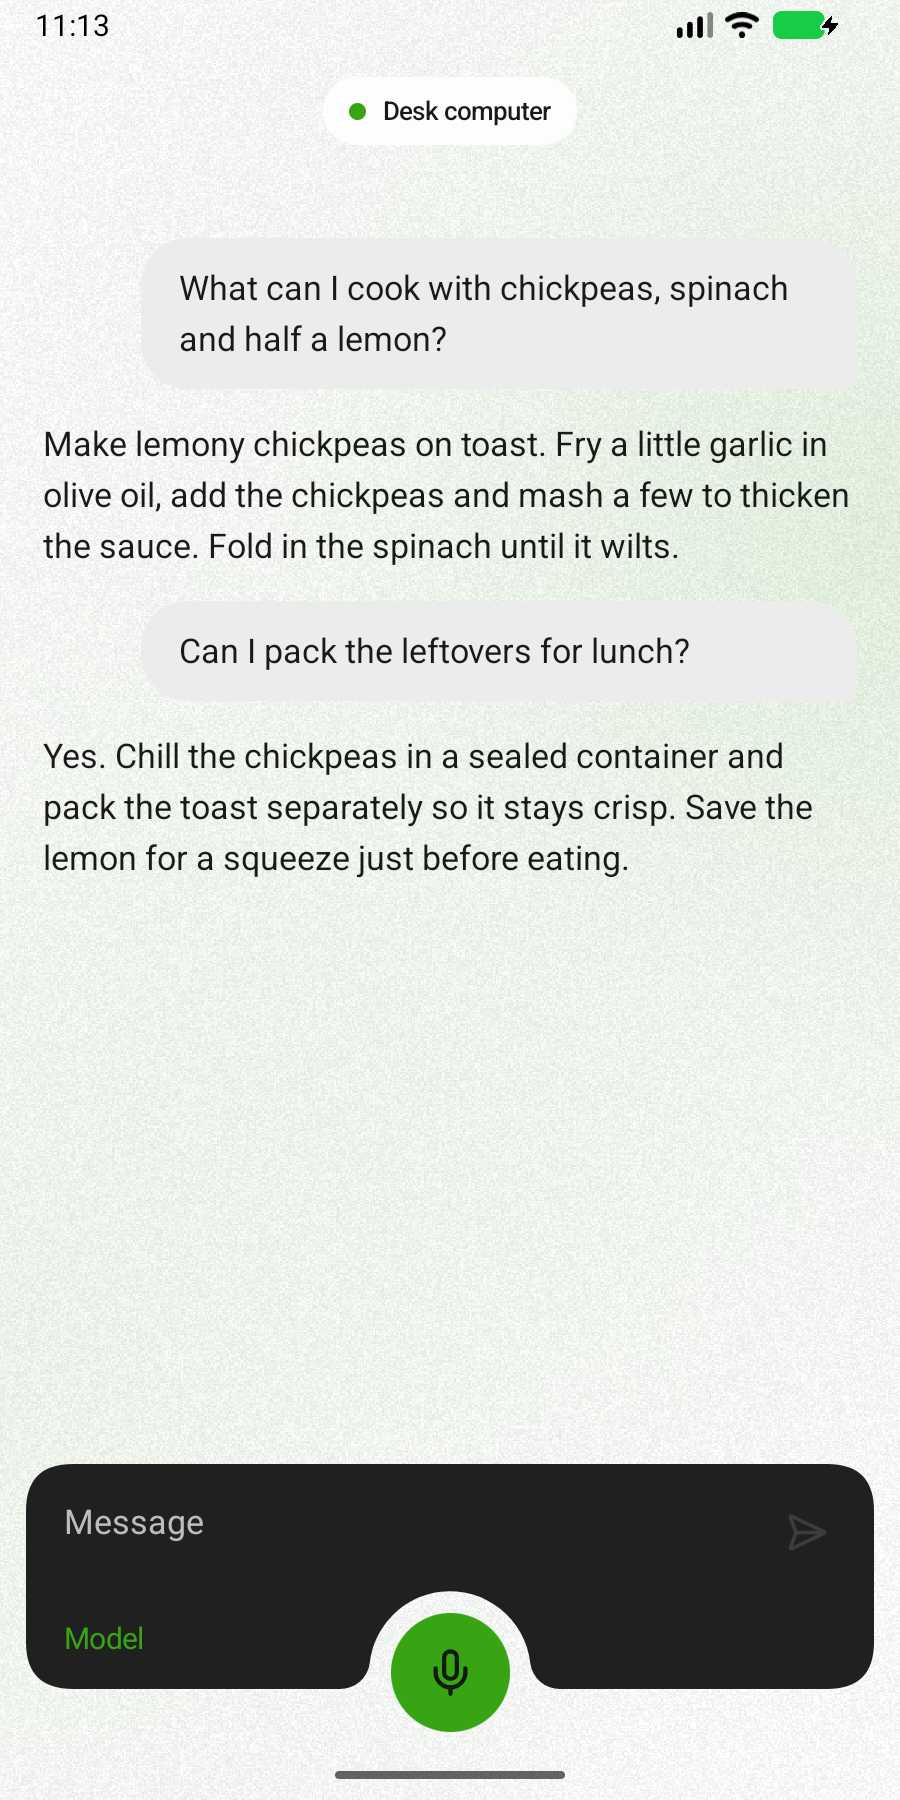 11:13
Desk computer
What can I cook with chickpeas, spinach
and half a lemon?
Make lemony chickpeas on toast. Fry a little garlic in
olive oil, add the chickpeas and mash a few to thicken
the sauce. Fold in the spinach until it wilts.
Can I pack the leftovers for lunch?
Yes. Chill the chickpeas in a sealed container and
pack the toast separately so it stays crisp. Save the
lemon for a squeeze just before eating.
Message
Model